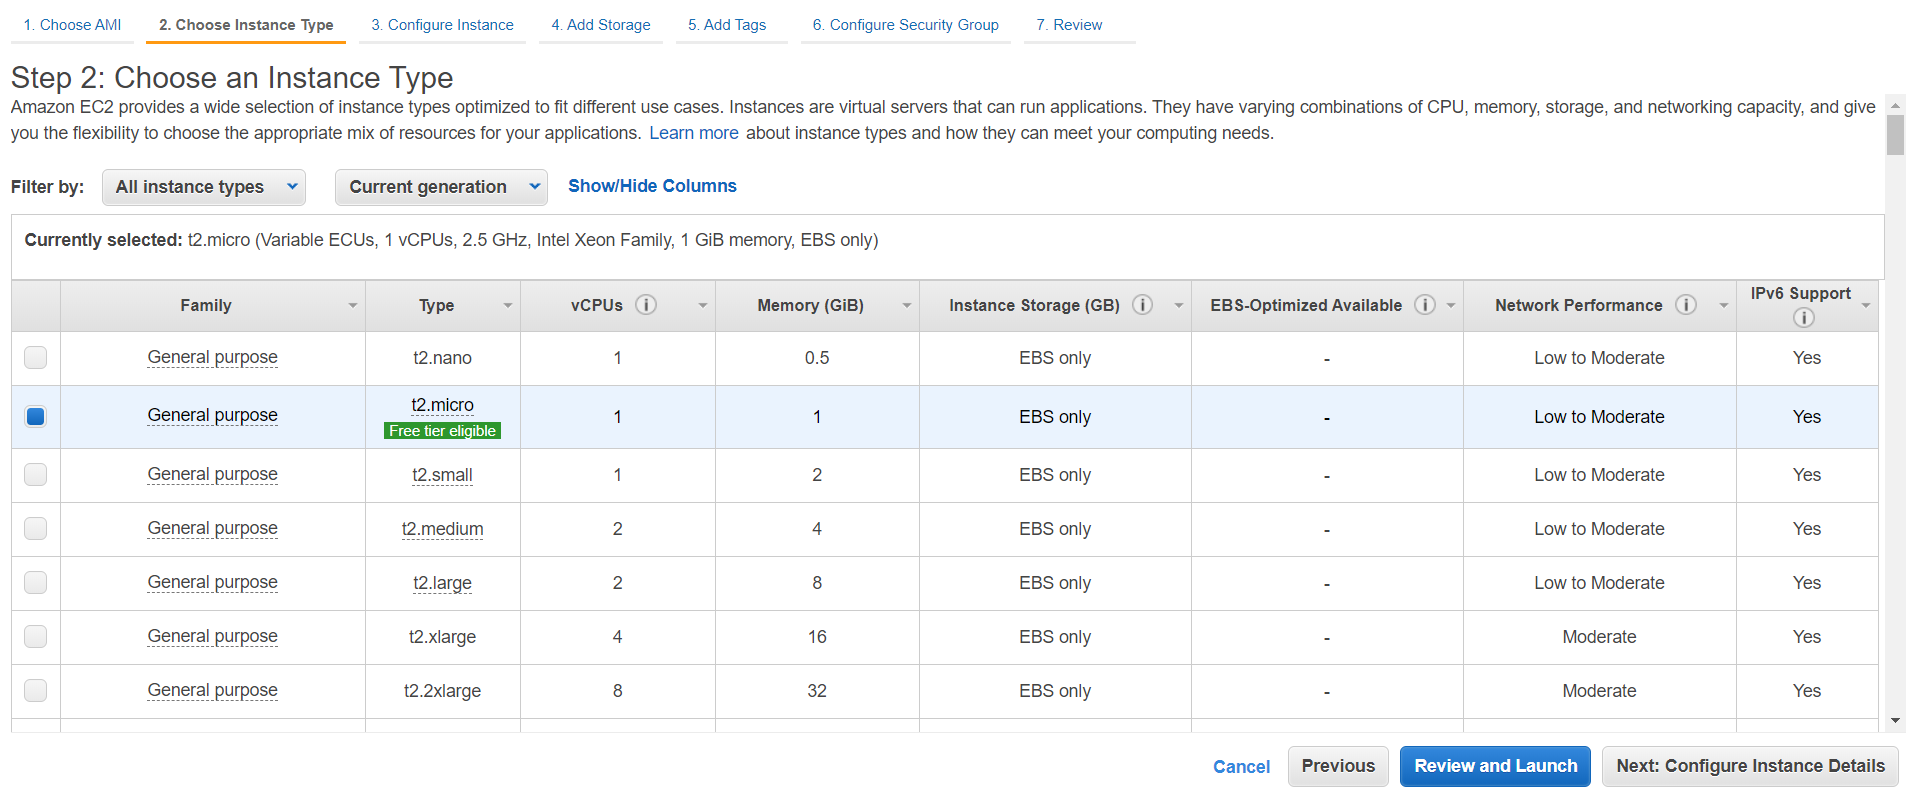 1. Choose AMI 2. Choose Instance Type 3. Configure Instance 4. Add Storage 5. Add Tags 6. Configure Security Group 7. Review
Step 2: Choose an Instance Type
Amazon EC2 provides a wide selection of instance types optimized to fit different use cases. Instances are virtual servers that can run applications. They have varying combinations of CPU, memory, storage, and networking capacity, and give
you the flexibility to choose the appropriate mix of resources for your applications. Learn more about instance types and how they can meet your computing needs.
Filter by: All instance types Current generation Show/Hide Columns
Currently selected: t2.micro (Variable ECUs, 1 vCPUs, 2.5 GHz, Intel Xeon Family, 1 GiB memory, EBS only)
Family Type vCPUs i Memory (GiB) Instance Storage (GB) i EBS-Optimized Available i Network Performance i IPv6 Support i
General purpose t2.nano 1 0.5 EBS only - Low to Moderate Yes
General purpose t2.micro 1 1 EBS only - Low to Moderate Yes
Free tier eligible
General purpose t2.small 1 2 EBS only - Low to Moderate Yes
General purpose t2.medium 2 4 EBS only - Low to Moderate Yes
General purpose t2.large 2 8 EBS only - Low to Moderate Yes
General purpose t2.xlarge 4 16 EBS only - Moderate Yes
General purpose t2.2xlarge 8 32 EBS only - Moderate Yes
Cancel Previous Review and Launch Next: Configure Instance Details